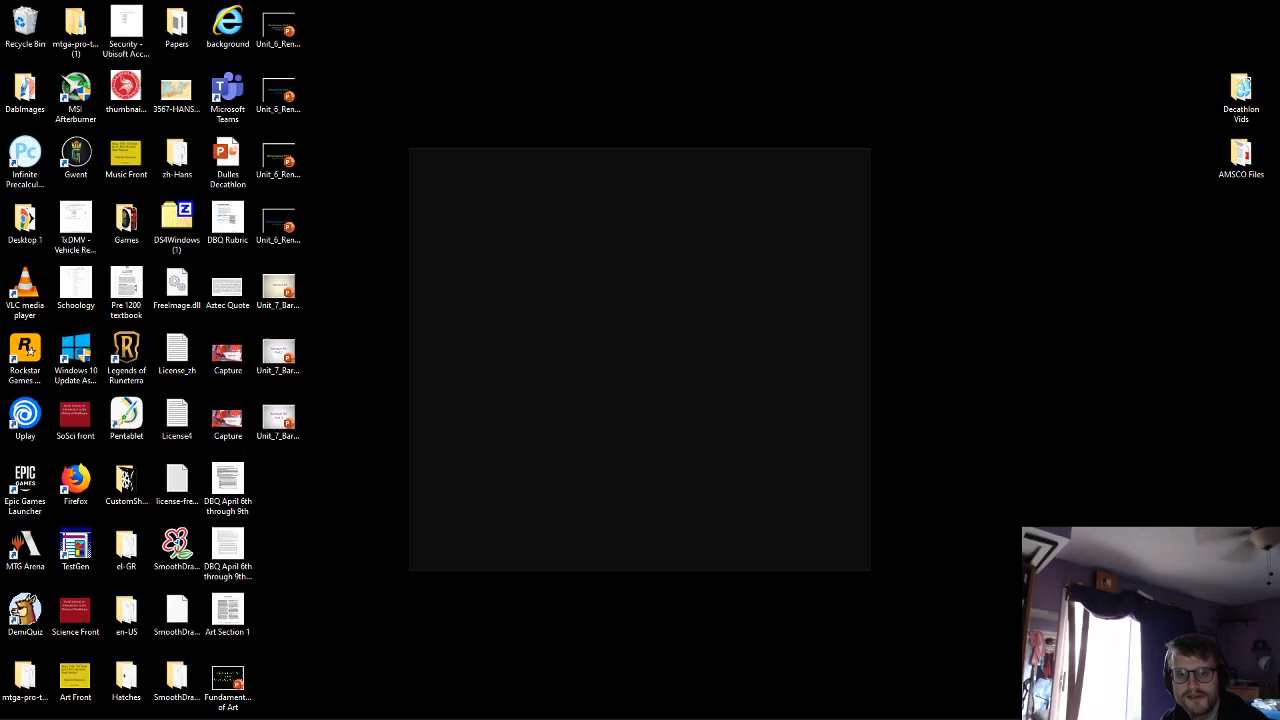 Recycle Bin
mtga-pro-t...
(1)
Security -
Ubisoft Acc...
Papers
background
Unit_6_Ren...
DabImages
MSI
Afterburner
thumbnai...
3567-HANS...
Microsoft
Teams
Unit_6_Ren...
Decathlon
Vids
Infinite
Precalcul...
Gwent
Music Front
zh-Hans
Dulles
Decathlon
Unit_6_Ren...
AMSCO Files
Desktop 1
TxDMV -
Vehicle Re...
Games
DS4Windows
(1)
DBQ Rubric
Unit_6_Ren...
VLC media
player
Schoology
Pre 1200
textbook
FreeImage.dll
Aztec Quote
Unit_7_Bar...
Rockstar
Games ...
Windows 10
Update As...
Legends of
Runeterra
License_zh
Capture
Unit_7_Bar...
Uplay
SoSci front
Pentablet
License4
Capture
Unit_7_Bar...
Epic Games
Launcher
Firefox
CustomSh...
license-fre...
DBQ April 6th
through 9th
MTG Arena
TestGen
el-GR
SmoothDra...
DBQ April 6th
through 9th...
DemiQuiz
Science Front
en-US
SmoothDra...
Art Section 1
mtga-pro-t...
Art Front
Hatches
SmoothDra...
Fundament...
of Art